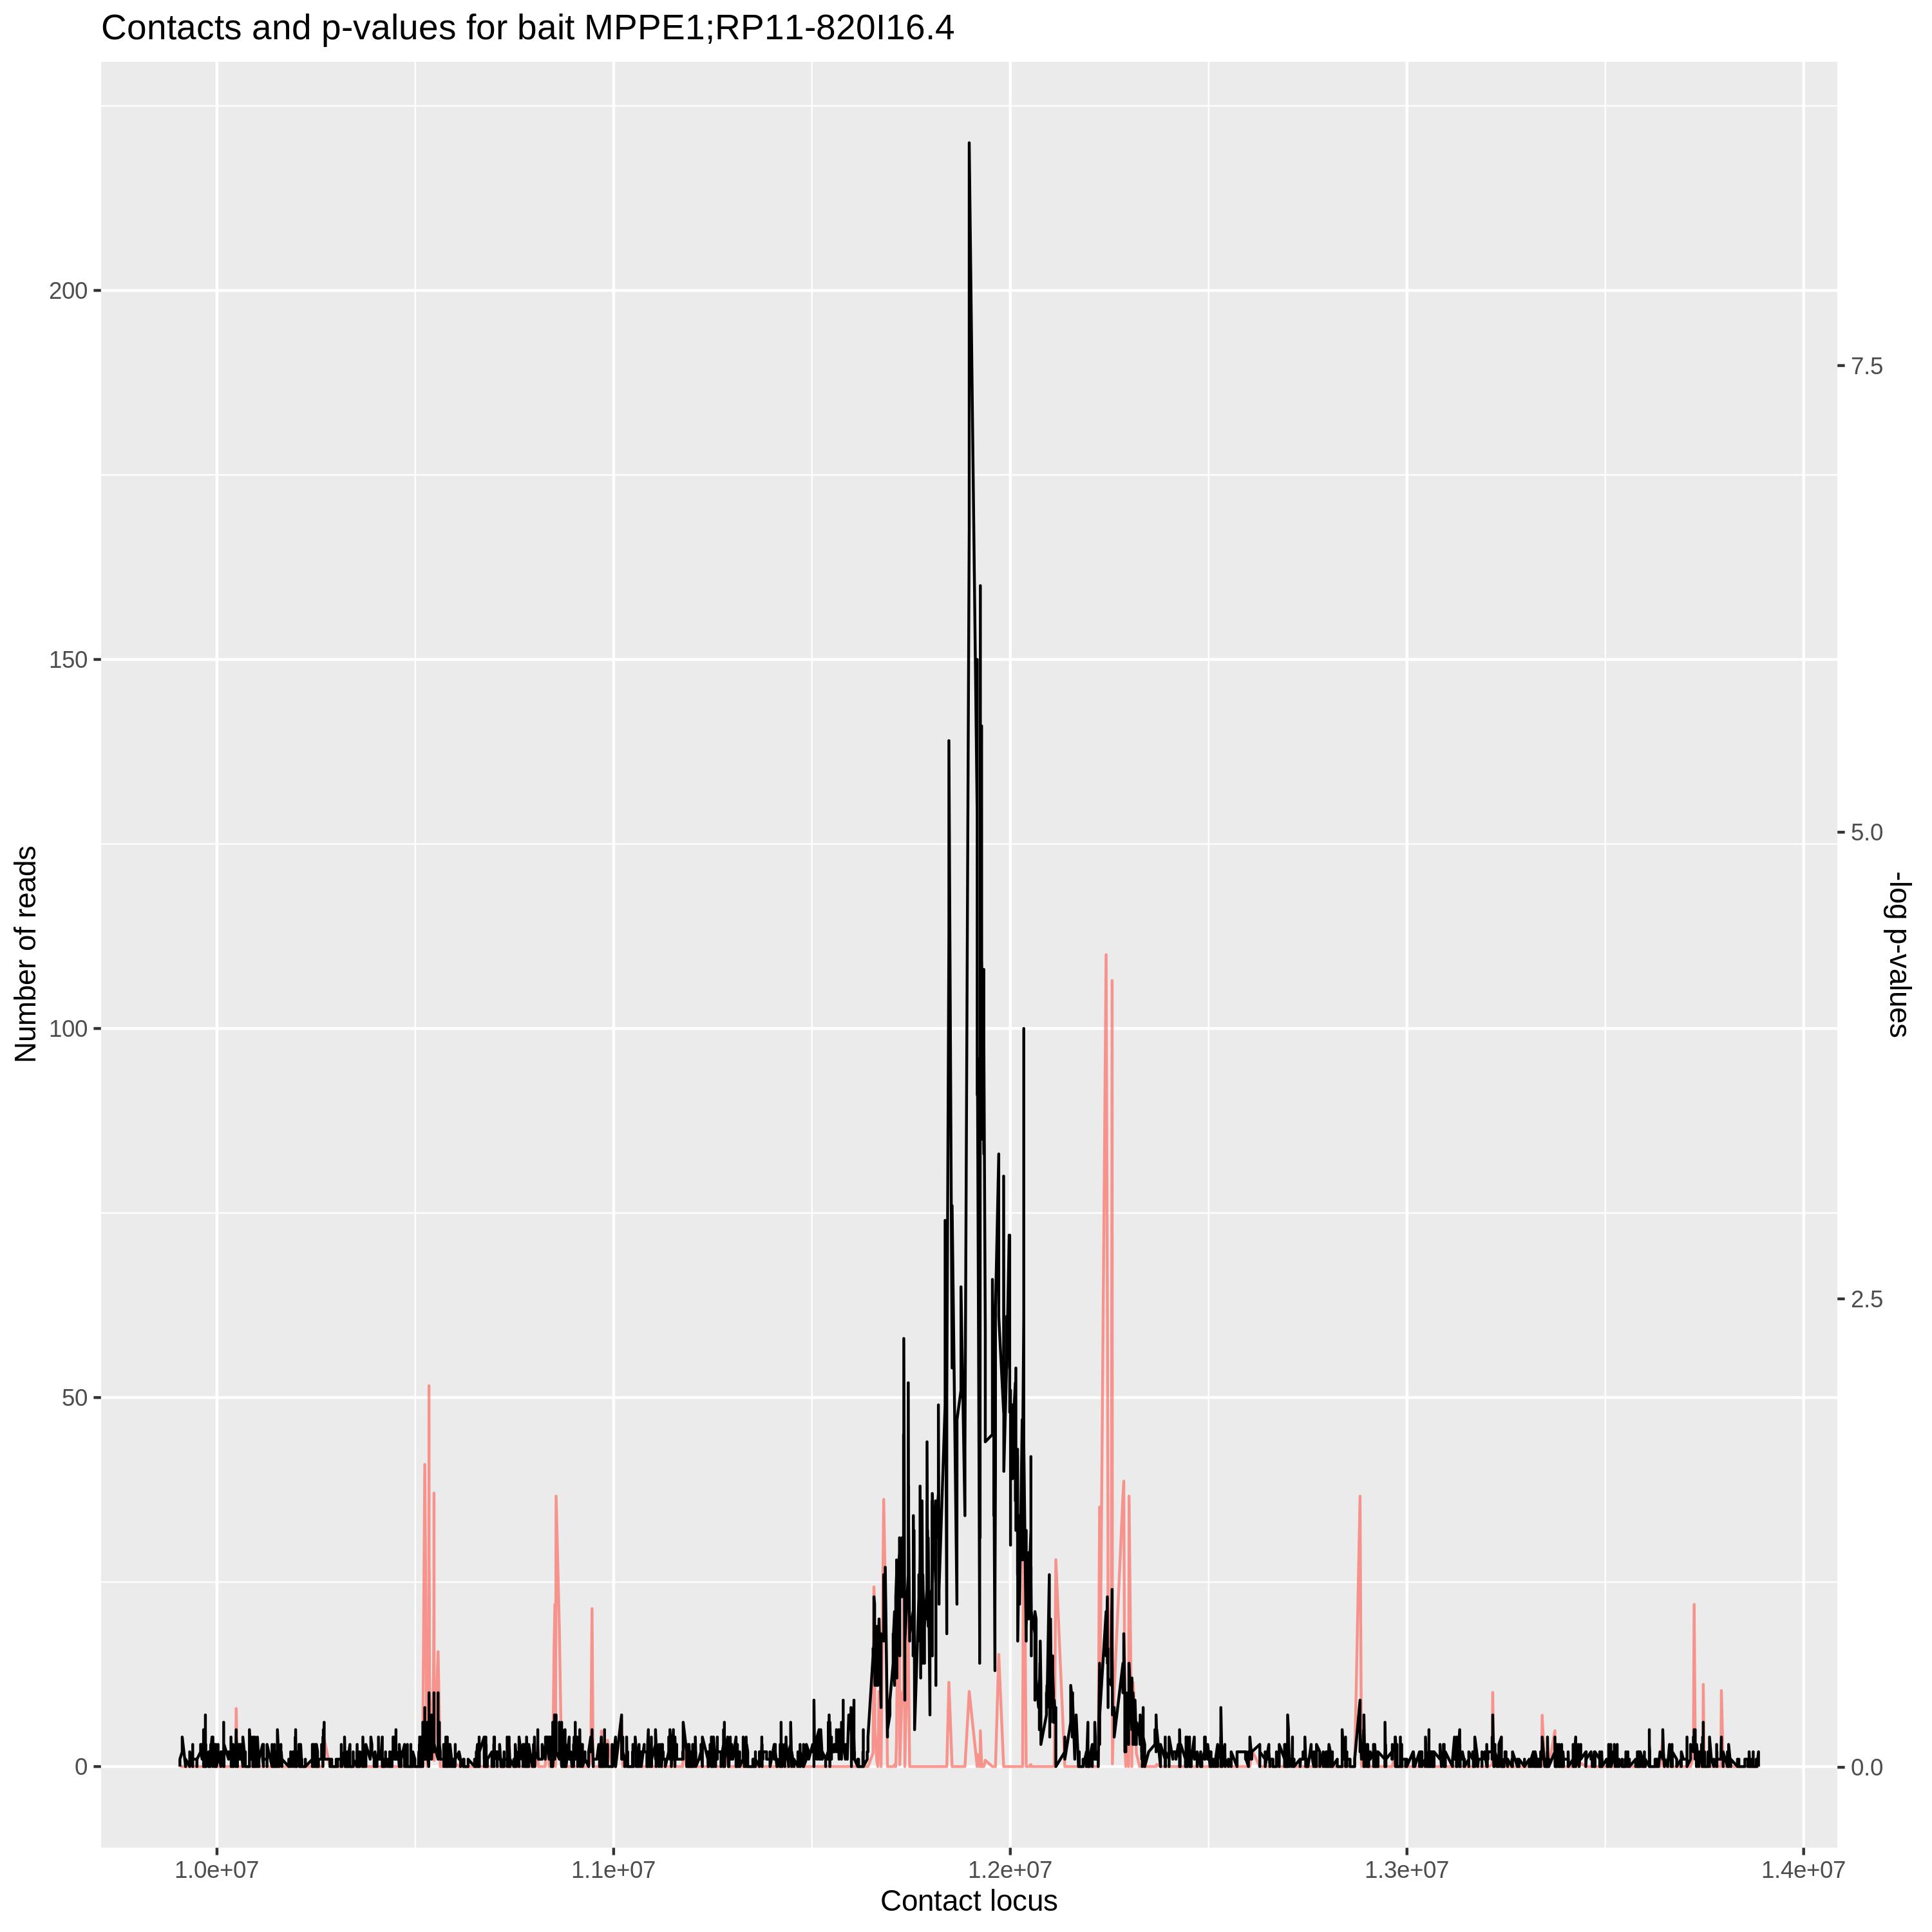 Contacts and p-values for bait MPPE1;RP11-820I16.4
Number of reads
200
150
100
50
0
7.5
5.0
2.5
0.0
-log p-values
1.0e+07
1.1e+07
1.2e+07
1.3e+07
1.4e+07
Contact locus